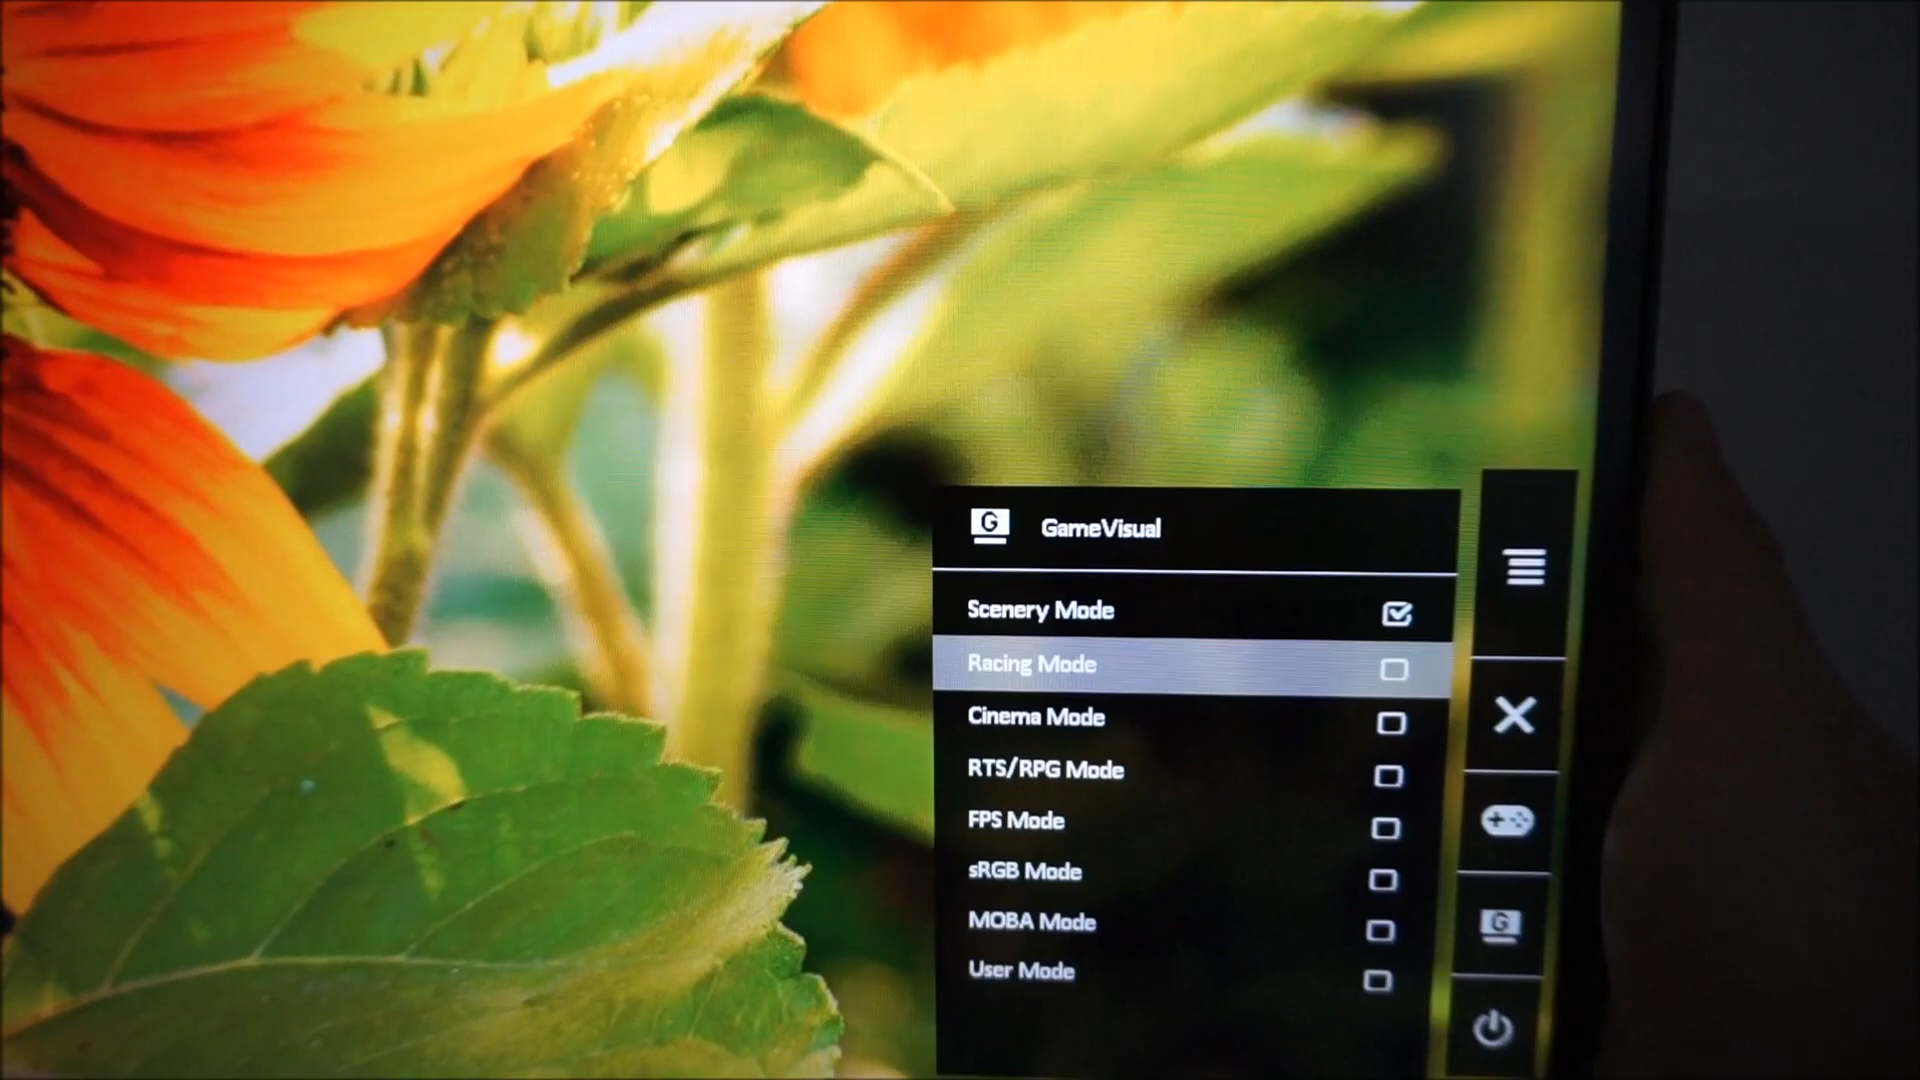 G GameVisual
Scenery Mode
Racing Mode
Cinema Mode
RTS/RPG Mode
FPS Mode
sRGB Mode
MOBA Mode
User Mode
G